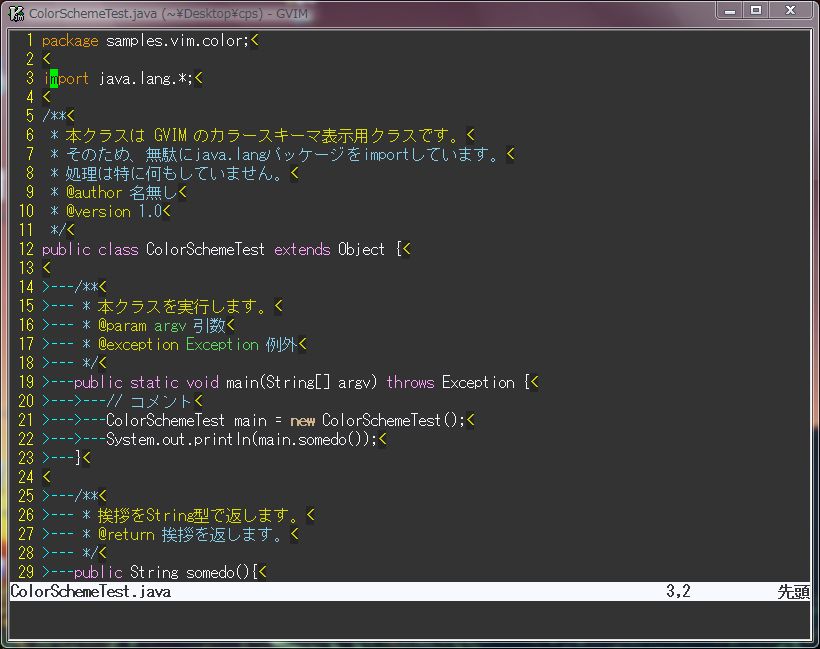 ColorSchemeTest.java (~¥Desktop¥cps) - GVIM
1 package samples.vim.color;<
2 <
3 import java.lang.*;<
4 <
5 /**<
6  * 本クラスは GVIM のカラースキーマ表示用クラスです。<
7  * そのため、無駄にjava.langパッケージをimportしています。<
8  * 処理は特に何もしていません。<
9  * @author 名無し<
10  * @version 1.0<
11  */<
12 public class ColorSchemeTest extends Object {<
13 <
14 >---/**<
15 >--- * 本クラスを実行します。<
16 >--- * @param argv 引数<
17 >--- * @exception Exception 例外<
18 >--- */<
19 >---public static void main(String[] argv) throws Exception {<
20 >--->---// コメント<
21 >--->---ColorSchemeTest main = new ColorSchemeTest();<
22 >--->---System.out.println(main.somedo());<
23 >---}<
24 <
25 >---/**<
26 >--- * 挨拶をString型で返します。<
27 >--- * @return 挨拶を返します。<
28 >--- */<
29 >---public String somedo(){<
ColorSchemeTest.java 3,2 先頭